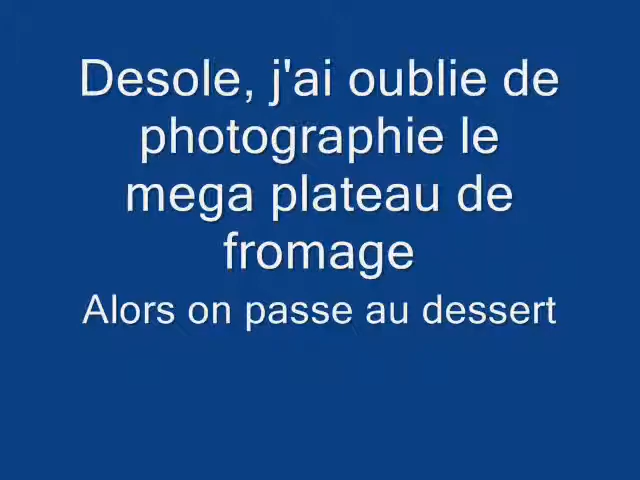 Desole, j'ai oublie de
photographie le
mega plateau de
fromage
Alors on passe au dessert